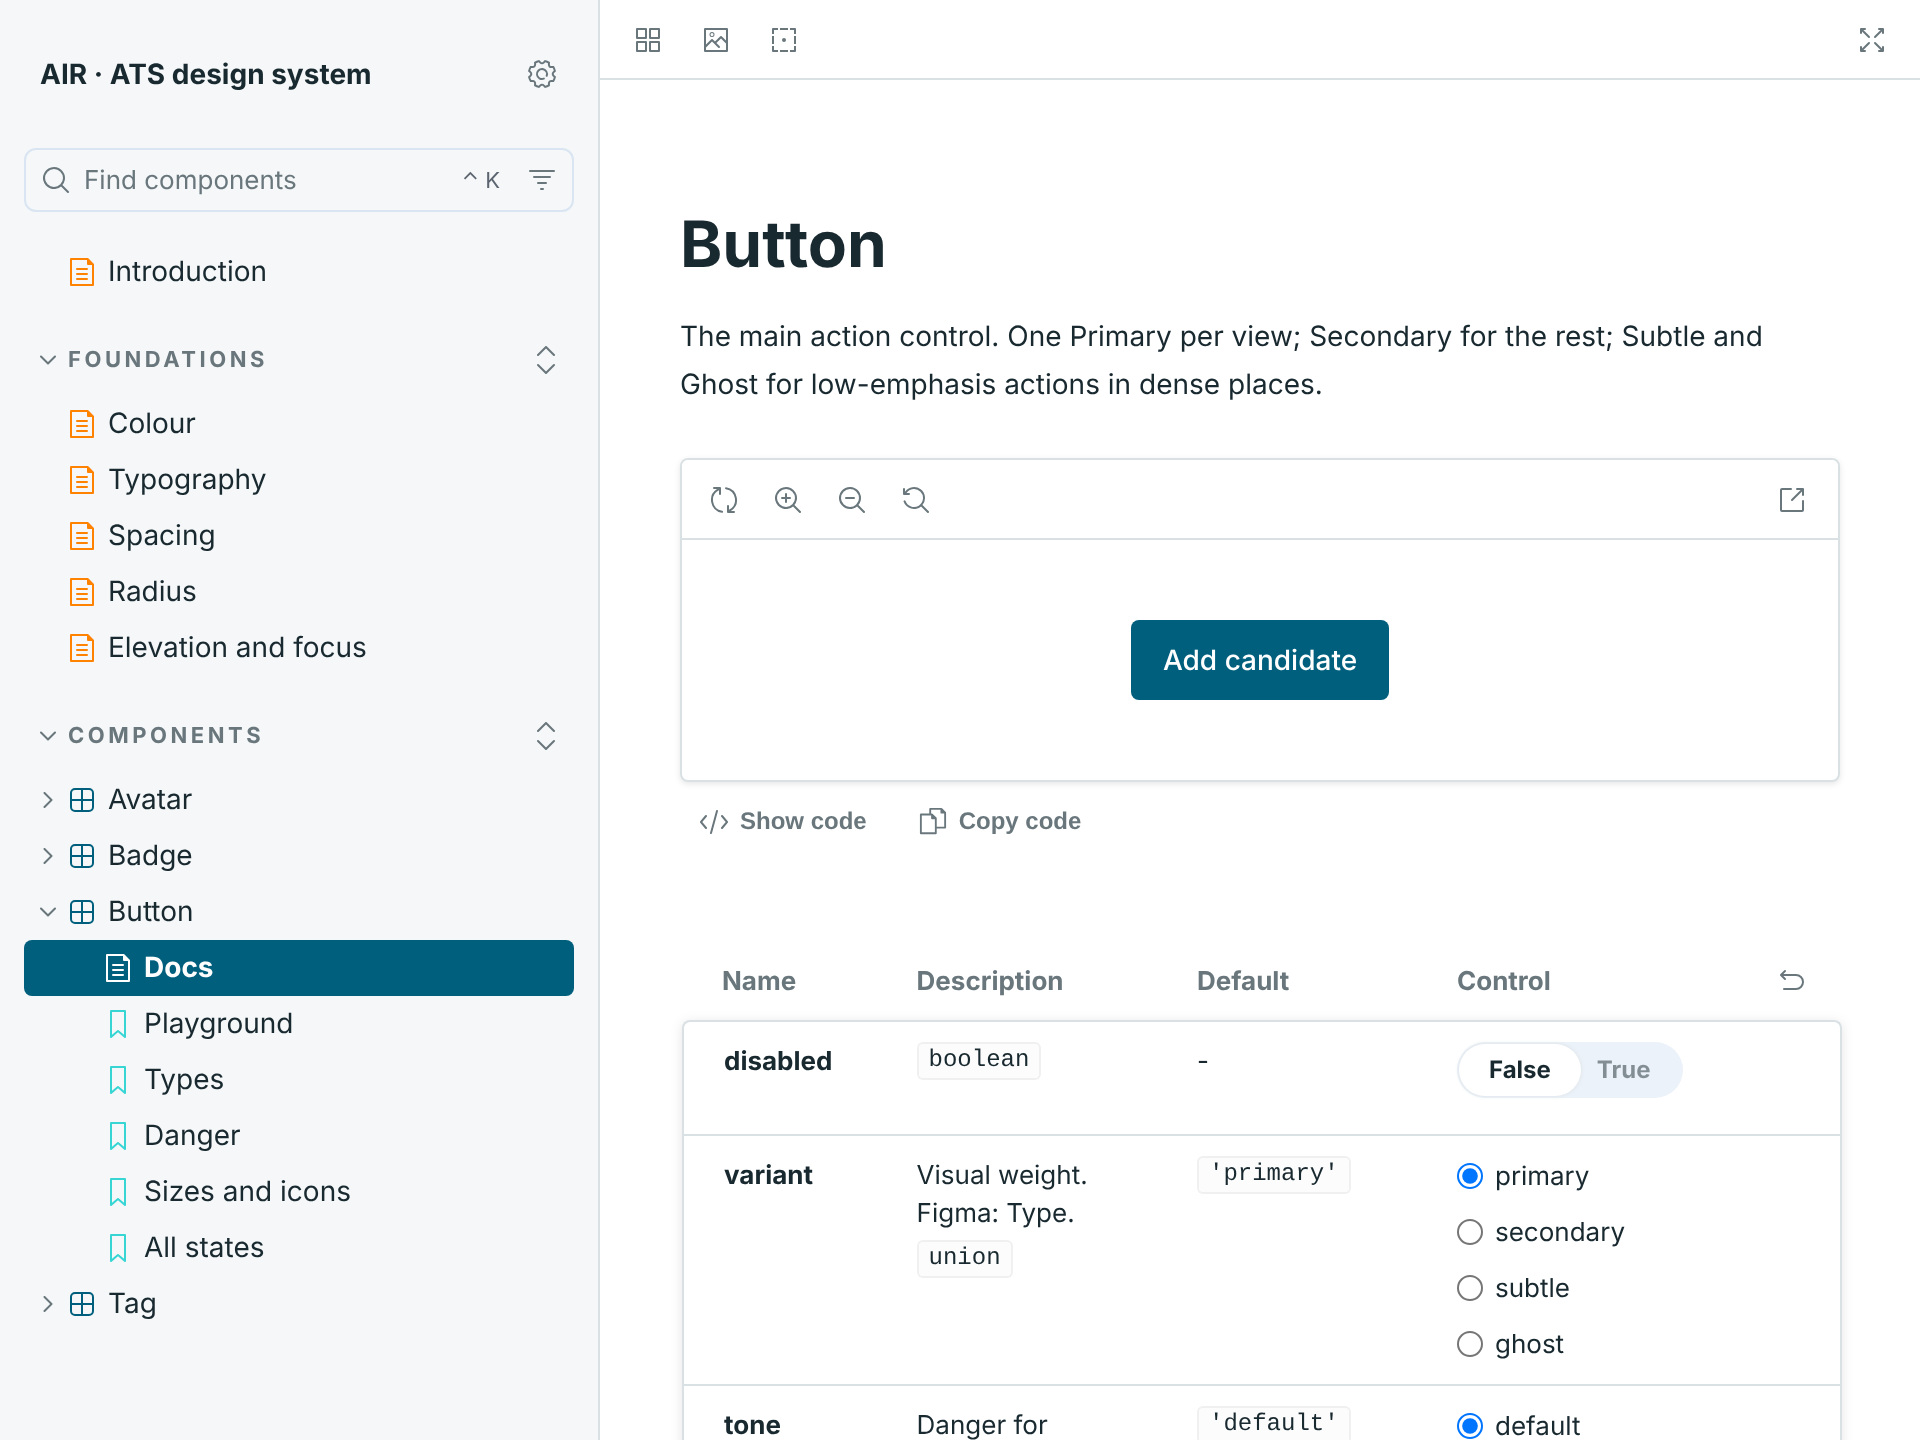 AIR · ATS design system
Find components
^ K
Introduction
FOUNDATIONS
Colour
Typography
Spacing
Radius
Elevation and focus
COMPONENTS
Avatar
Badge
Button
Docs
Playground
Types
Danger
Sizes and icons
All states
Tag
Button
The main action control. One Primary per view; Secondary for the rest; Subtle and
Ghost for low-emphasis actions in dense places.
Add candidate
Show code
Copy code
Name Description Default Control
disabled boolean - False True
variant Visual weight. 'primary' primary
Figma: Type. secondary
union subtle
ghost
tone Danger for 'default' default